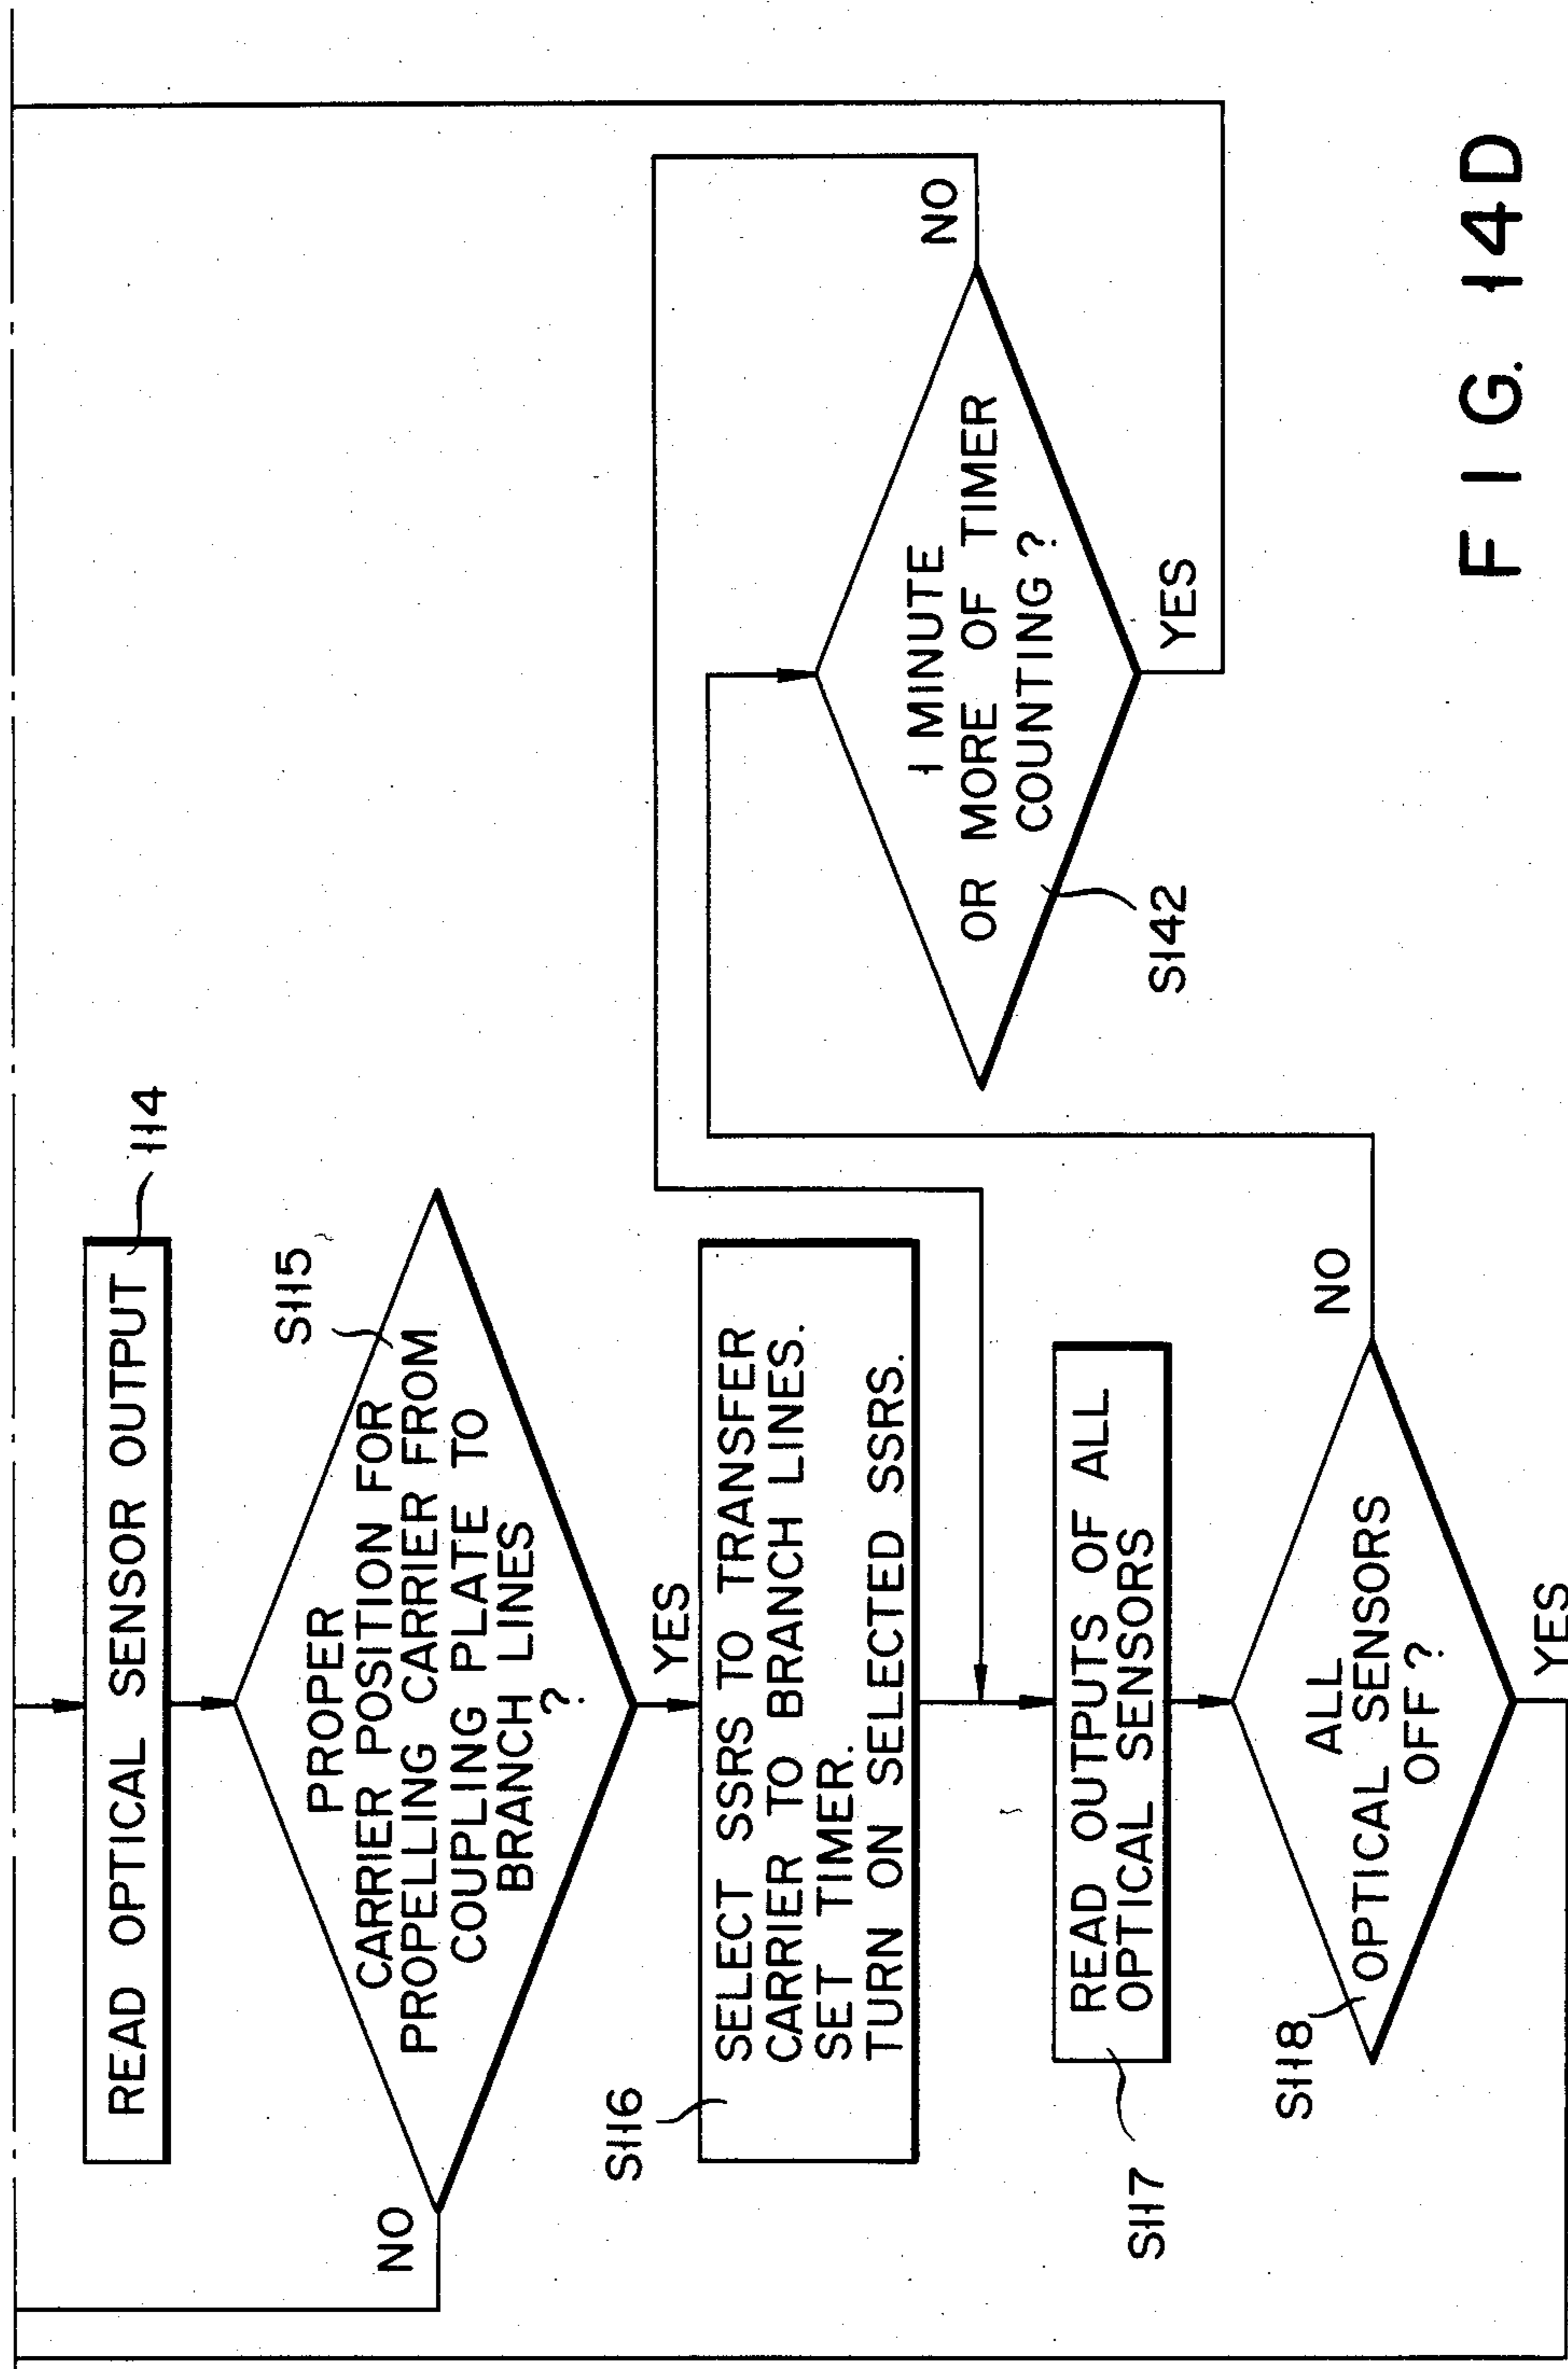 114
READ OPTICAL SENSOR OUTPUT
S115
PROPER
CARRIER POSITION FOR
PROPELLING CARRIER FROM
COUPLING PLATE TO
BRANCH LINES
?
NO
YES
S116
SELECT SSRS TO TRANSFER
CARRIER TO BRANCH LINES.
SET TIMER.
TURN ON SELECTED SSRS.
S117
READ OUTPUTS OF ALL
OPTICAL SENSORS
S118
ALL
OPTICAL SENSORS
OFF ?
NO
YES
1 MINUTE
OR MORE OF TIMER
COUNTING ?
S142
NO
YES
FIG. 14D